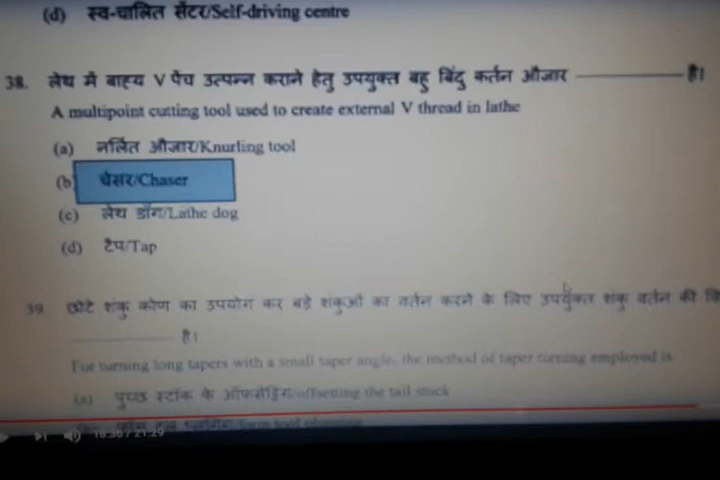 (d) स्व-चालित सेंटर/Self-driving centre
38. लेथ में बाह्य V पेंच उत्पन्न कराने हेतु उपयुक्त बहु बिंदु कर्तन औजार ――― है।
A multipoint cutting tool used to create external V thread in lathe
(a) नर्लित औजार/Knurling tool
(b) चेसर/Chaser
(c) लेथ डॉग/Lathe dog
(d) टैप/Tap
39 छोटे शंकु कोण का उपयोग कर बड़े शंकुओं का वर्तन करने के लिए उपर्युक्त शंकु वर्तन की
――― है।
For turning long tapers with a small taper angle, the method of taper turning employed is
(a) पुच्छ स्टॉक के ऑफसेट्टिंग/offsetting the tail stock